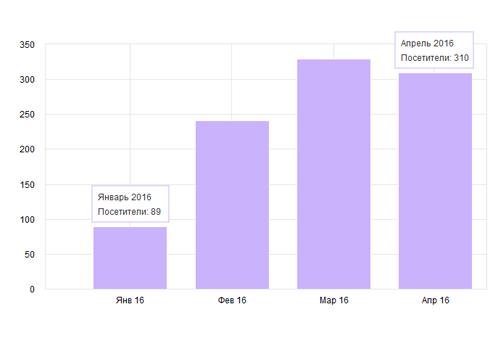 Апрель 2016
Посетители: 310
350
300
250
200
150
100
50
0
Январь 2016
Посетители: 89
Янв 16
Фев 16
Мар 16
Апр 16